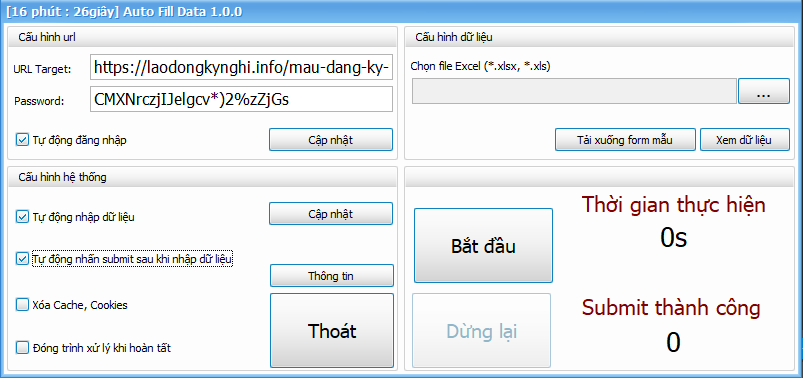 [16 phút : 26giây] Auto Fill Data 1.0.0
Cấu hình url
URL Target: https://laodongkynghi.info/mau-dang-ky-
Password: CMXNrczjIJelgcv*)2%zZjGs
Tự động đăng nhập
Cập nhật
Cấu hình dữ liệu
Chọn file Excel (*.xlsx, *.xls)
...
Tải xuống form mẫu
Xem dữ liệu
Cấu hình hệ thống
Tự động nhập dữ liệu
Cập nhật
Tự động nhấn submit sau khi nhập dữ liệu
Thông tin
Xóa Cache, Cookies
Đóng trình xử lý khi hoàn tất
Thoát
Bắt đầu
Dừng lại
Thời gian thực hiện
0s
Submit thành công
0